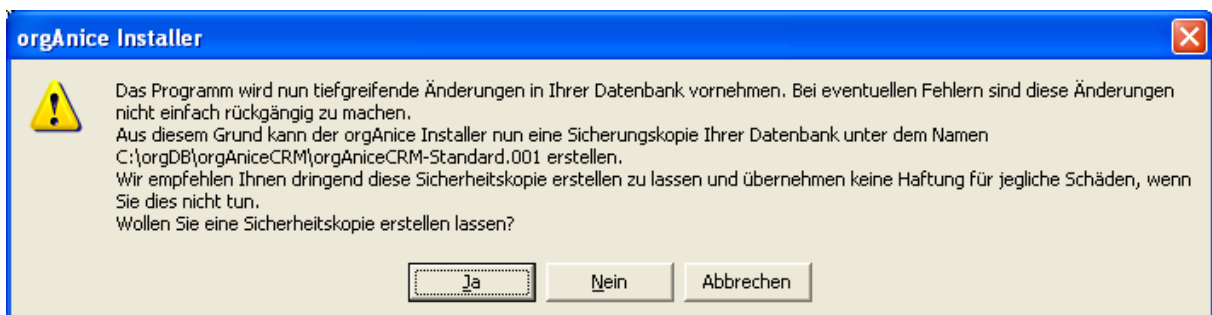 orgAnice Installer
Das Programm wird nun tiefgreifende Änderungen in Ihrer Datenbank vornehmen. Bei eventuellen Fehlern sind diese Änderungen
nicht einfach rückgängig zu machen.
Aus diesem Grund kann der orgAnice Installer nun eine Sicherungskopie Ihrer Datenbank unter dem Namen
C:\orgDB\orgAniceCRM\orgAniceCRM-Standard.001 erstellen.
Wir empfehlen Ihnen dringend diese Sicherheitskopie erstellen zu lassen und übernehmen keine Haftung für jegliche Schäden, wenn
Sie dies nicht tun.
Wollen Sie eine Sicherheitskopie erstellen lassen?
Ja Nein Abbrechen